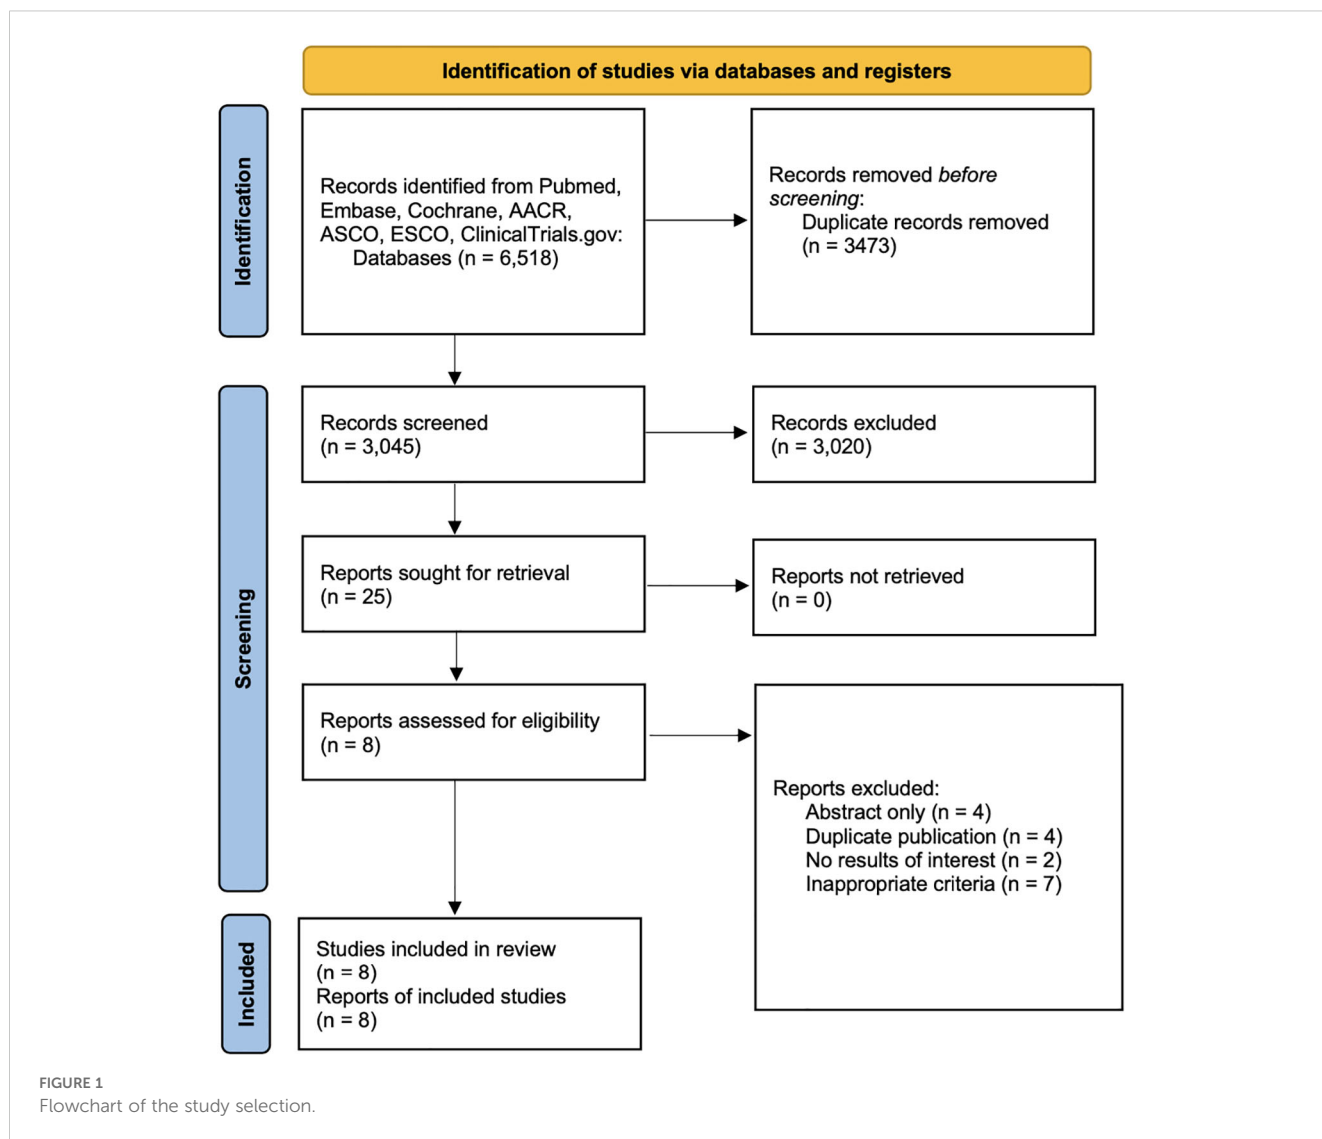 Identification of studies via databases and registers
Identification
Records identified from Pubmed,
Embase, Cochrane, AACR,
ASCO, ESCO, ClinicalTrials.gov:
Databases (n = 6,518)
Records removed before
screening:
Duplicate records removed
(n = 3473)
Screening
Records screened
(n = 3,045)
Records excluded
(n = 3,020)
Reports sought for retrieval
(n = 25)
Reports not retrieved
(n = 0)
Reports assessed for eligibility
(n = 8)
Reports excluded:
Abstract only (n = 4)
Duplicate publication (n = 4)
No results of interest (n = 2)
Inappropriate criteria (n = 7)
Included
Studies included in review
(n = 8)
Reports of included studies
(n = 8)
FIGURE 1
Flowchart of the study selection.